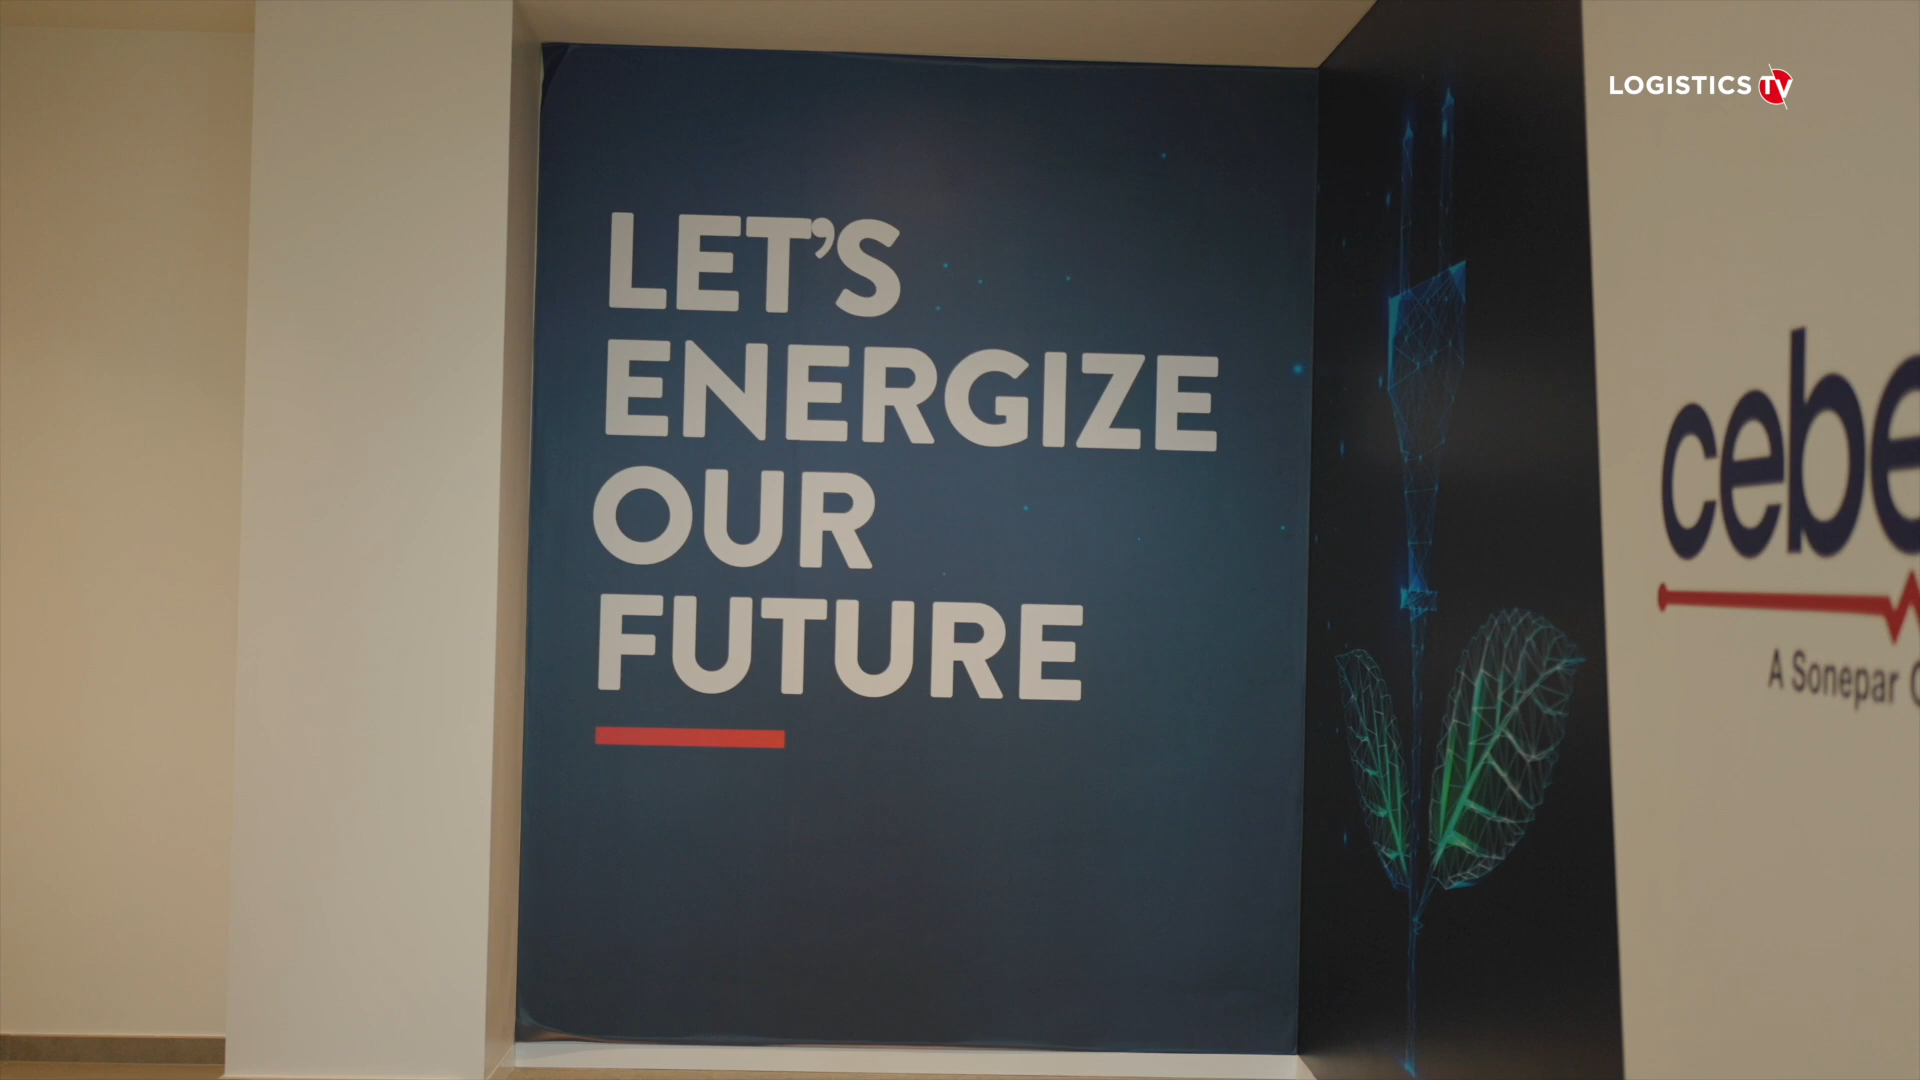 LOGISTICS TV
LET'S
ENERGIZE
OUR
FUTURE
cebe
A Sonepar